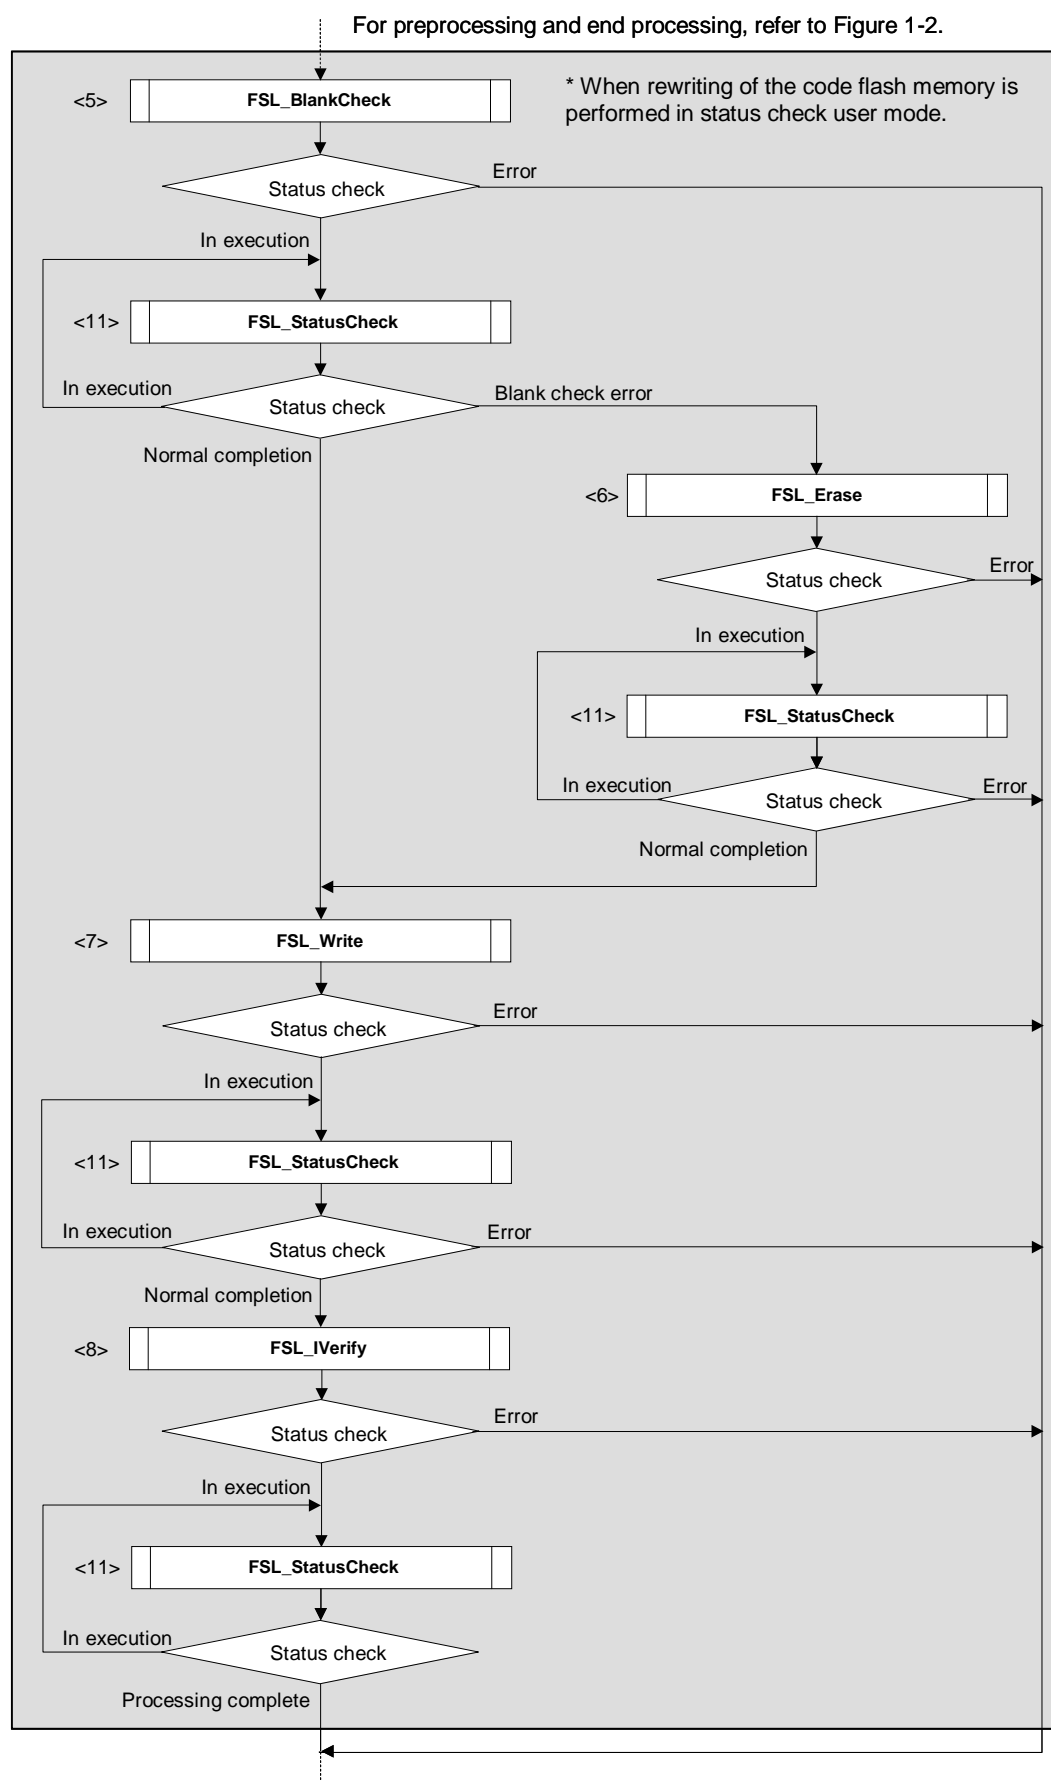 For preprocessing and end processing, refer to Figure 1-2.
<5>
FSL_BlankCheck
* When rewriting of the code flash memory is
performed in status check user mode.
Error
Status check
In execution
<11>
FSL_StatusCheck
In execution
Status check
Blank check error
Normal completion
<6>
FSL_Erase
Status check
Error
In execution
<11>
FSL_StatusCheck
In execution
Status check
Error
Normal completion
<7>
FSL_Write
Error
Status check
In execution
<11>
FSL_StatusCheck
In execution
Status check
Error
Normal completion
<8>
FSL_IVerify
Error
Status check
In execution
<11>
FSL_StatusCheck
In execution
Status check
Processing complete